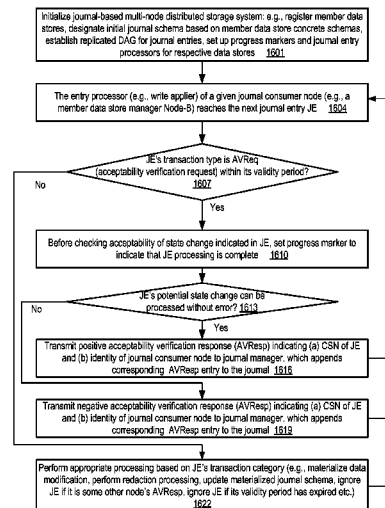 Initialize journal-based multi-node distributed storage system: e.g., register member data
stores, designate initial journal schema based on member data store concrete schemas,
establish replicated DAG for journal entries, set up progress markers and journal entry
processors for respective data stores
1601
The entry processor (e.g., write applier) of a given journal consumer node (e.g., a
member data store manager Node-B) reaches the next journal entry JE 1604
JE's transaction type is AVReq
(acceptability verification request) within its validity period?
1607
No
Yes
Before checking acceptability of state change indicated in JE, set progress marker to
indicate that JE processing is complete 1610
JE's potential state change can be
processed without error? 1613
No
Yes
Transmit positive acceptability verification response (AVResp) indicating (a) CSN of JE
and (b) identity of journal consumer node to journal manager, which appends
corresponding AVResp entry to the journal 1616
Transmit negative acceptability verification response (AVResp) indicating (a) CSN of JE
and (b) identity of journal consumer node to journal manager, which appends
corresponding AVResp entry to the journal 1619
Perform appropriate processing based on JE's transaction category (e.g., materialize data
modification, perform redaction processing, update materialized journal schema, ignore
JE if it is some other node's AVResp, ignore JE if its validity period has expired etc.)
1622